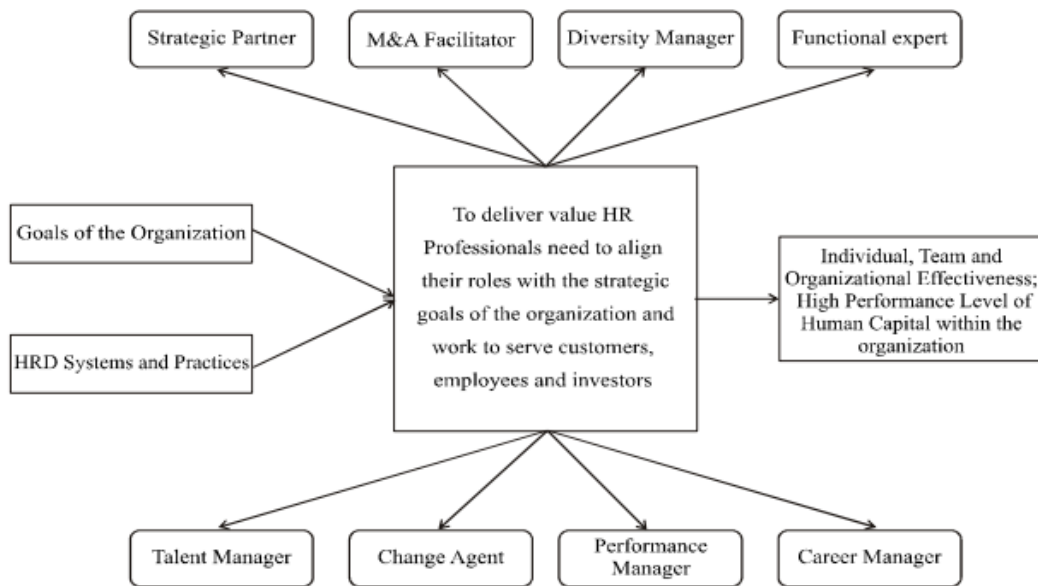 Strategic Partner
M&A Facilitator
Diversity Manager
Functional expert
Goals of the Organization
HRD Systems and Practices
To deliver value HR
Professionals need to align
their roles with the strategic
goals of the organization and
work to serve customers,
employees and investors
Individual, Team and
Organizational Effectiveness;
High Performance Level of
Human Capital within the
organization
Talent Manager
Change Agent
Performance
Manager
Career Manager